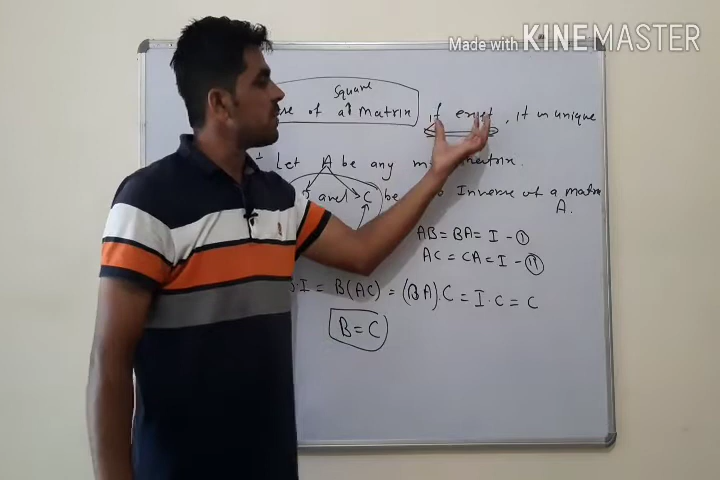 Made with KINEMASTER
Square
of a matrix if exist, it is unique
Let A be any matrix.
and C be Inverse of a matrix
A.
AB = BA = I - ①
AC = CA = I - ⑪
I = B(AC) = (BA).C = I·C = C
B = C